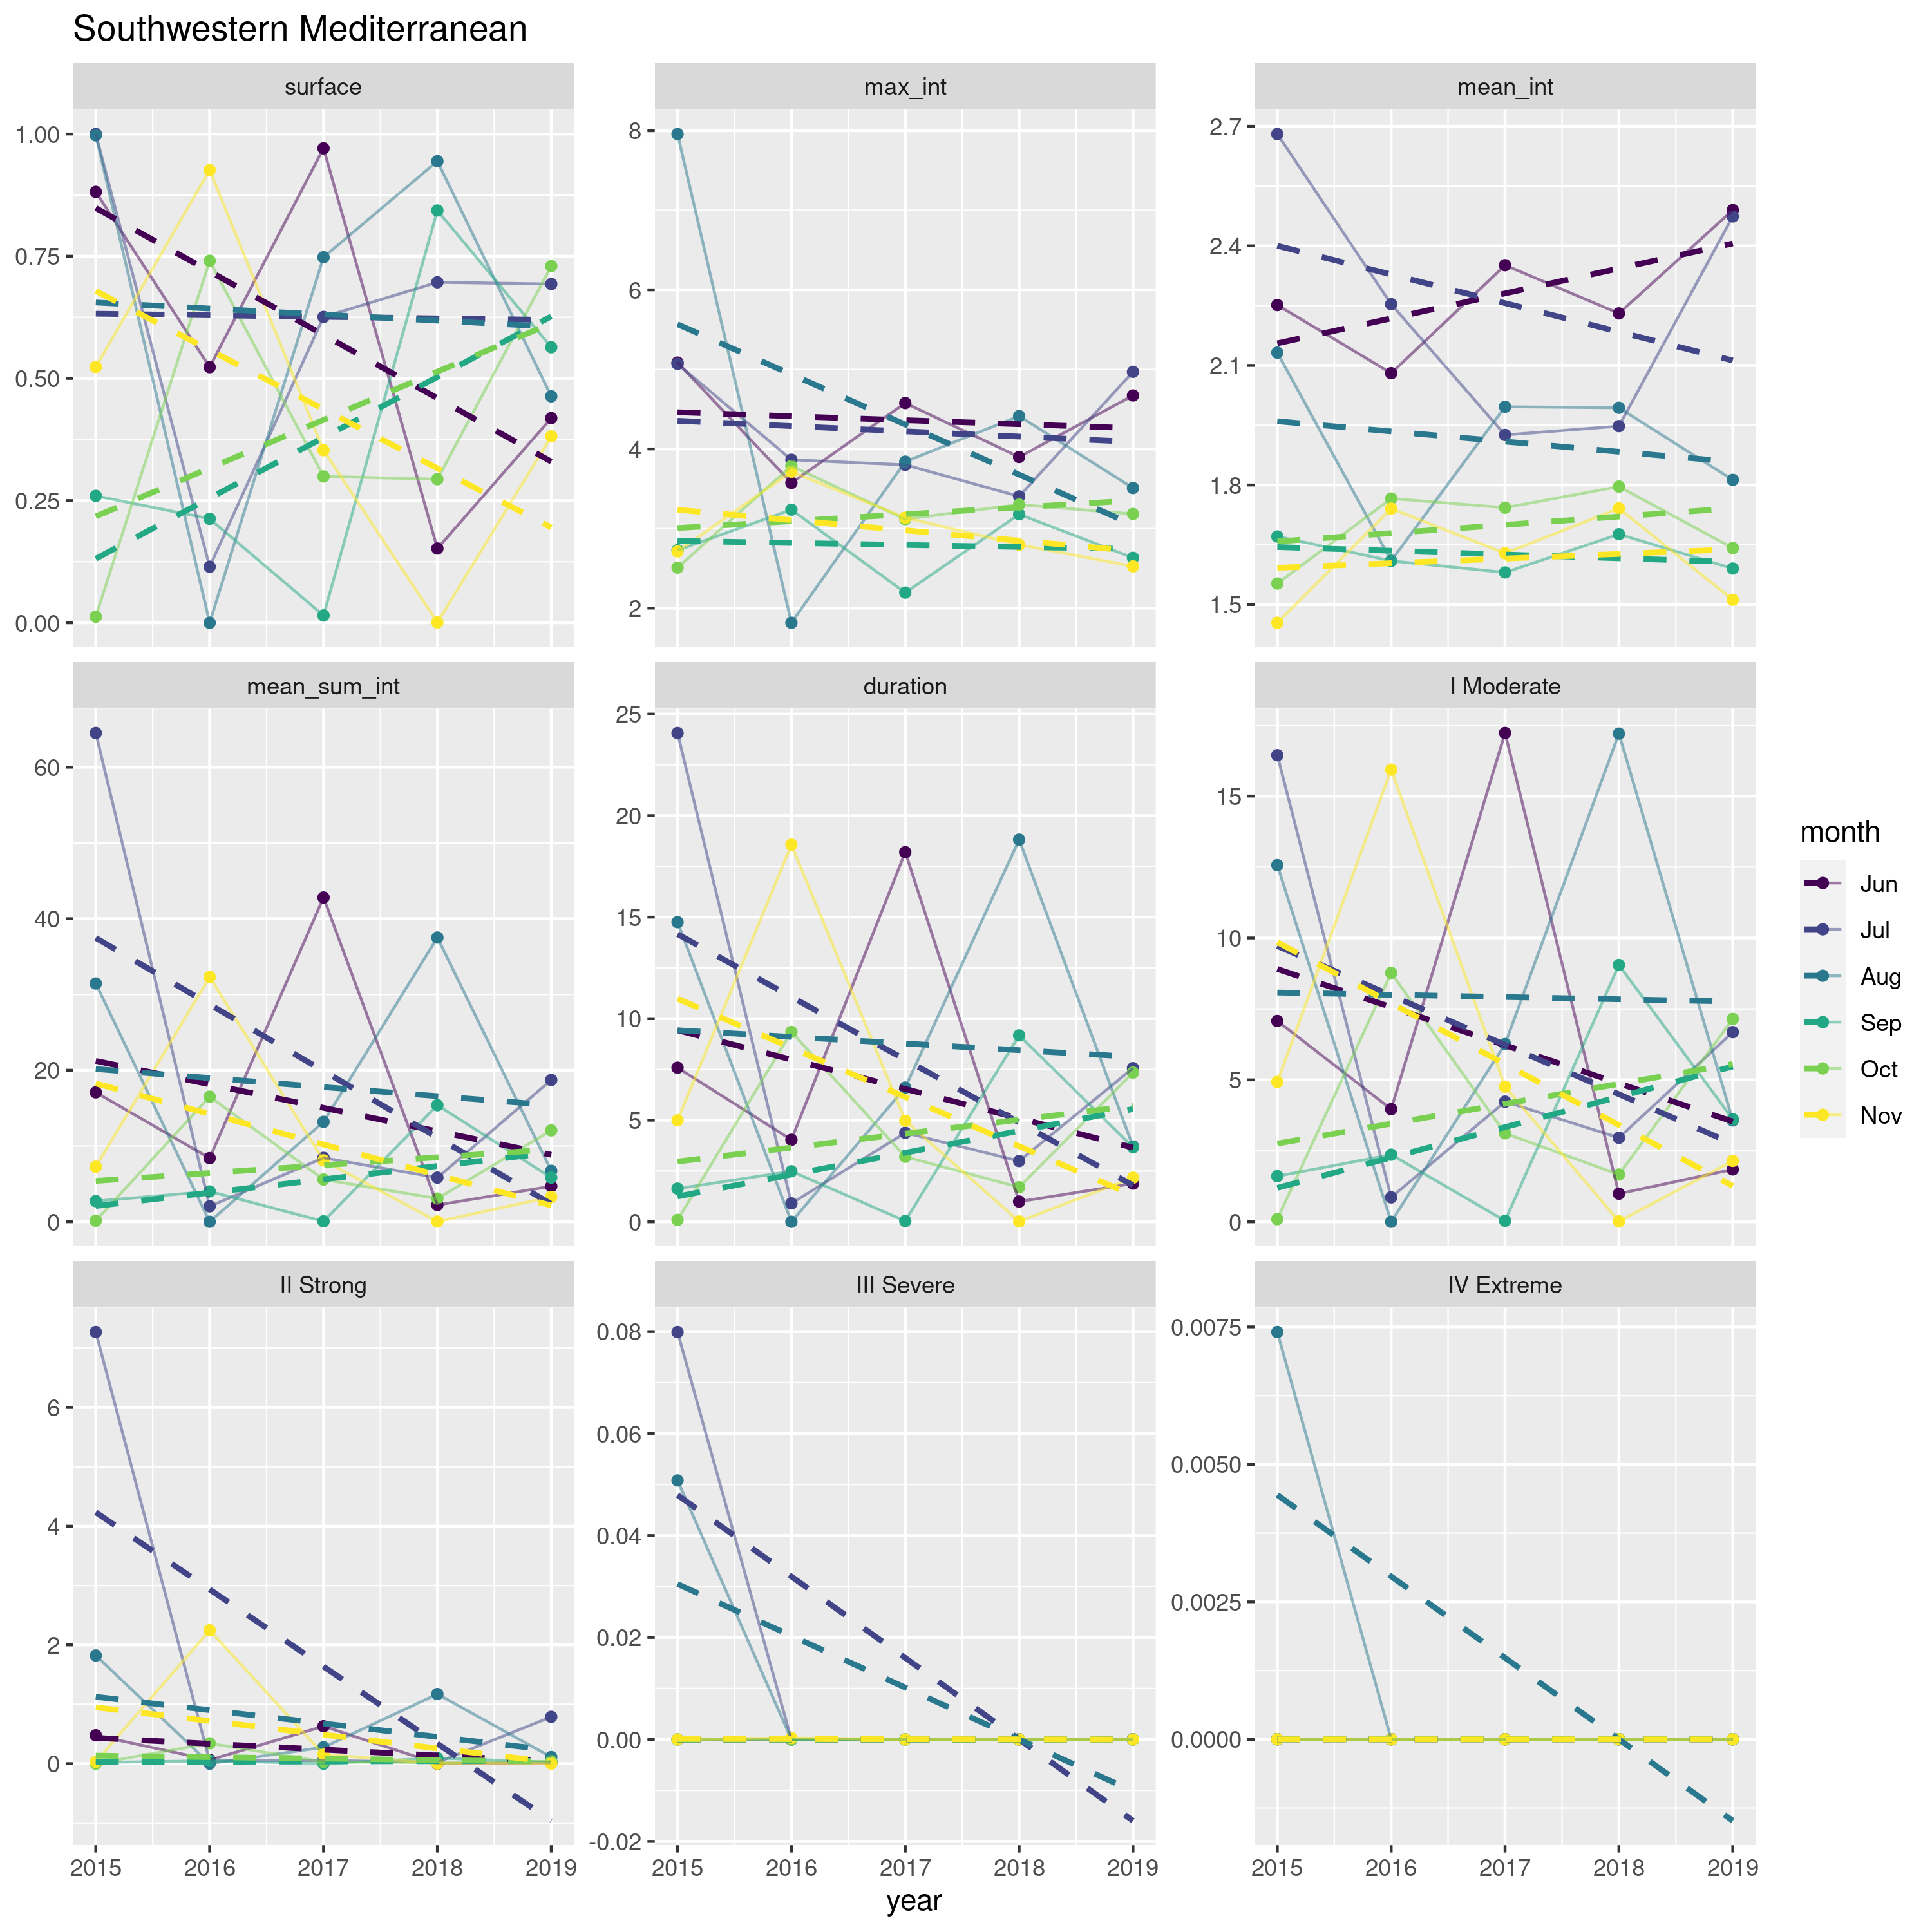 Southwestern Mediterranean
surface
max_int
mean_int
1.00
0.75
0.50
0.25
0.00
8
6
4
2
2.7
2.4
2.1
1.8
1.5
mean_sum_int
duration
I Moderate
60
40
20
0
25
20
15
10
5
0
15
10
5
0
month
Jun
Jul
Aug
Sep
Oct
Nov
II Strong
III Severe
IV Extreme
6
4
2
0
0.08
0.06
0.04
0.02
0.00
-0.02
0.0075
0.0050
0.0025
0.0000
2015 2016 2017 2018 2019
2015 2016 2017 2018 2019
2015 2016 2017 2018 2019
year